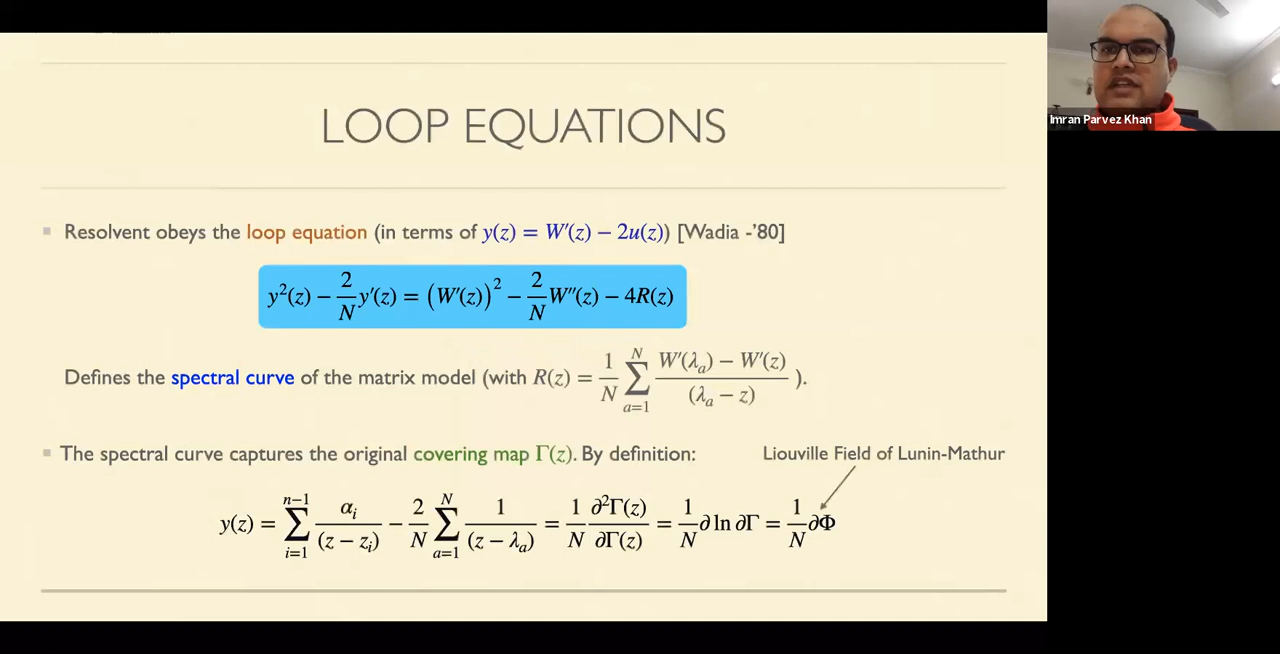 LOOP EQUATIONS
Resolvent obeys the loop equation (in terms of y(z) = W′(z) − 2u(z)) [Wadia -’80]
y²(z) − 2/N y′(z) = (W′(z))² − 2/N W″(z) − 4R(z)
Defines the spectral curve of the matrix model (with R(z) = 1/N ∑_{a=1}^{N} (W′(λ_a) − W′(z))/(λ_a − z) ).
The spectral curve captures the original covering map Γ(z). By definition:
Liouville Field of Lunin-Mathur
y(z) = ∑_{i=1}^{n−1} α_i/(z − z_i) − 2/N ∑_{a=1}^{N} 1/(z − λ_a) = 1/N ∂²Γ(z)/∂Γ(z) = 1/N ∂ ln ∂Γ = 1/N ∂Φ
Imran Parvez Khan